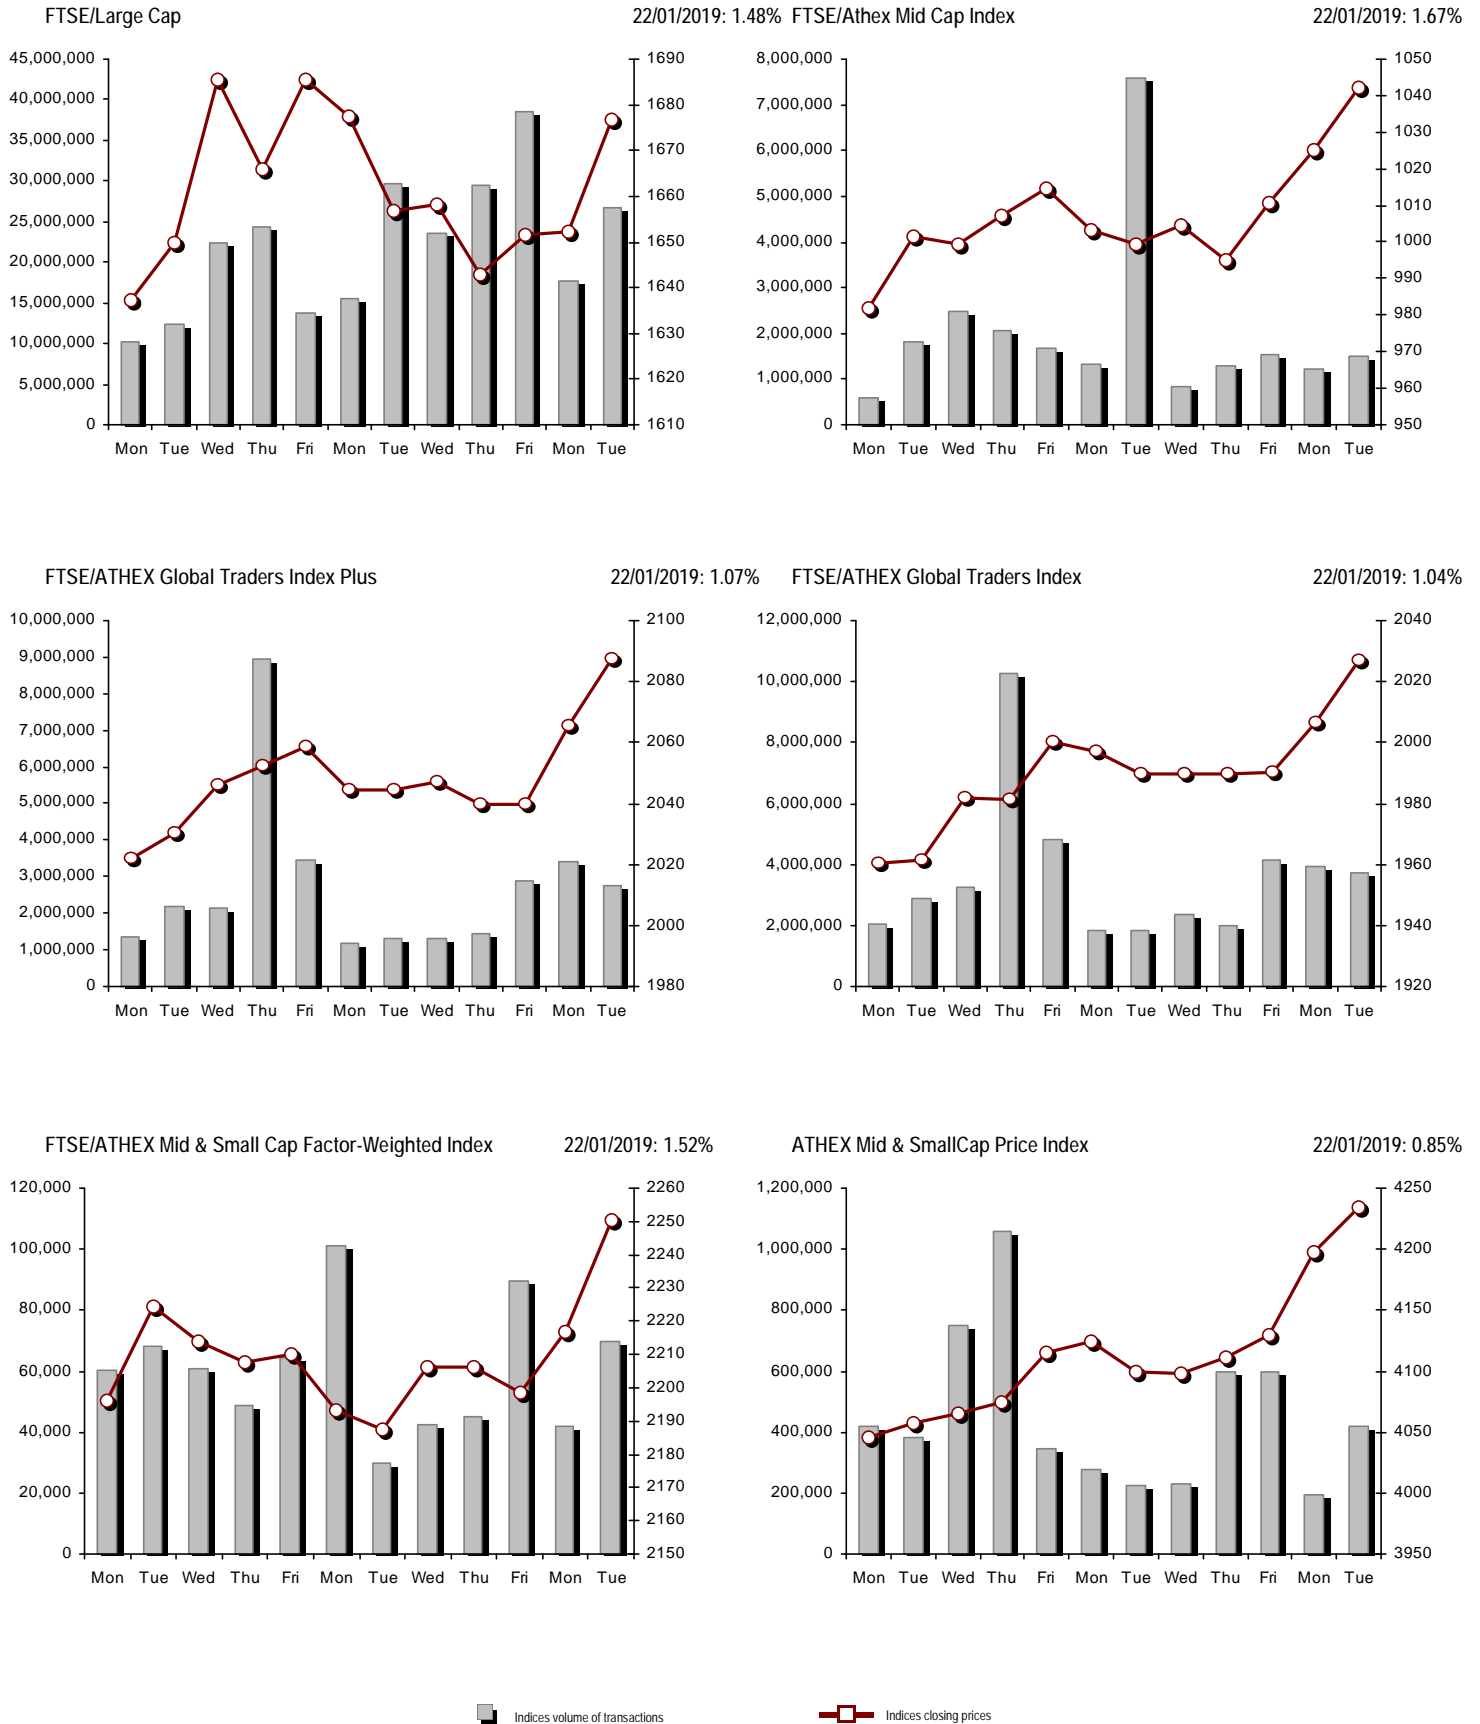 FTSE/Large Cap 22/01/2019: 1.48% FTSE/Athex Mid Cap Index 22/01/2019: 1.67%
45,000,000 1690 8,000,000 1050
40,000,000 1680 7,000,000 1040
35,000,000 1670 6,000,000 1030
30,000,000 1660 5,000,000 1020
25,000,000 1650 4,000,000 1010
20,000,000 1640 3,000,000 1000
15,000,000 1630 2,000,000 990
10,000,000 1620 1,000,000 980
5,000,000 1610 0 970
0 960
950
Mon Tue Wed Thu Fri Mon Tue Wed Thu Fri Mon Tue Mon Tue Wed Thu Fri Mon Tue Wed Thu Fri Mon Tue
FTSE/ATHEX Global Traders Index Plus 22/01/2019: 1.07% FTSE/ATHEX Global Traders Index 22/01/2019: 1.04%
10,000,000 2100 12,000,000 2040
9,000,000 2080 10,000,000 2020
8,000,000 2060 8,000,000 2000
7,000,000 2040 6,000,000 1980
6,000,000 2020 4,000,000 1960
5,000,000 2000 2,000,000 1940
4,000,000 1980 0 1920
3,000,000
2,000,000
1,000,000
0
Mon Tue Wed Thu Fri Mon Tue Wed Thu Fri Mon Tue Mon Tue Wed Thu Fri Mon Tue Wed Thu Fri Mon Tue
FTSE/ATHEX Mid & Small Cap Factor-Weighted Index 22/01/2019: 1.52% ATHEX Mid & SmallCap Price Index 22/01/2019: 0.85%
120,000 2260 1,200,000 4250
100,000 2250 1,000,000 4200
80,000 2240 800,000 4150
60,000 2230 600,000 4100
40,000 2220 400,000 4050
20,000 2210 200,000 4000
0 2200 0 3950
2190
2180
2170
2160
2150
Mon Tue Wed Thu Fri Mon Tue Wed Thu Fri Mon Tue Mon Tue Wed Thu Fri Mon Tue Wed Thu Fri Mon Tue
Indices volume of transactions Indices closing prices